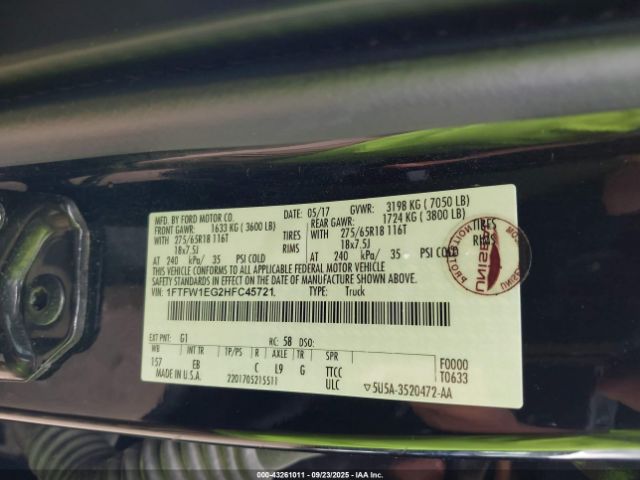 MFD. BY FORD MOTOR CO.
DATE: 05/17 GVWR: 3198 KG ( 7050 LB)
FRONT GAWR: 1633 KG ( 3600 LB) REAR GAWR: 1724 KG ( 3800 LB)
WITH 275/65R18 116T TIRES WITH 275/65R18 116T TIRES
18x7.5J RIMS 18x7.5J RIMS
AT 240 kPa/ 35 PSI COLD AT 240 kPa/ 35 PSI COLD
THIS VEHICLE CONFORMS TO ALL APPLICABLE FEDERAL MOTOR VEHICLE
SAFETY STANDARDS IN EFFECT ON THE DATE OF MANUFACTURE SHOWN ABOVE.
VIN: 1FTFW1EG2HFC45721. TYPE: Truck
EXT PNT: G1 RC: 58 DSO:
WB INT TR TP/PS R AXLE TR SPR
157 EB C L9 G TTCC
F0000
T0633
MADE IN U.S.A. 2201705215511 ULC ▽5U5A-3520472-AA
000-43261011 - 09/23/2025 - IAAI.COM